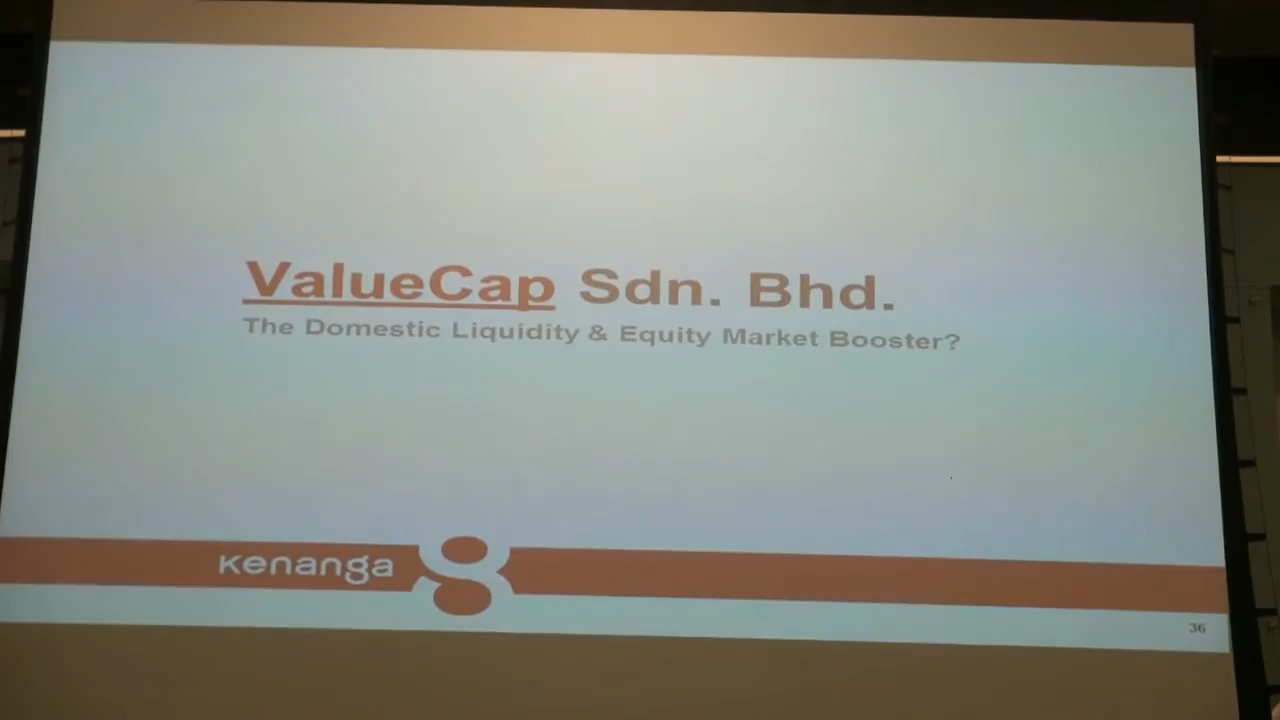 ValueCap Sdn. Bhd.
The Domestic Liquidity & Equity Market Booster?
kenanga
36